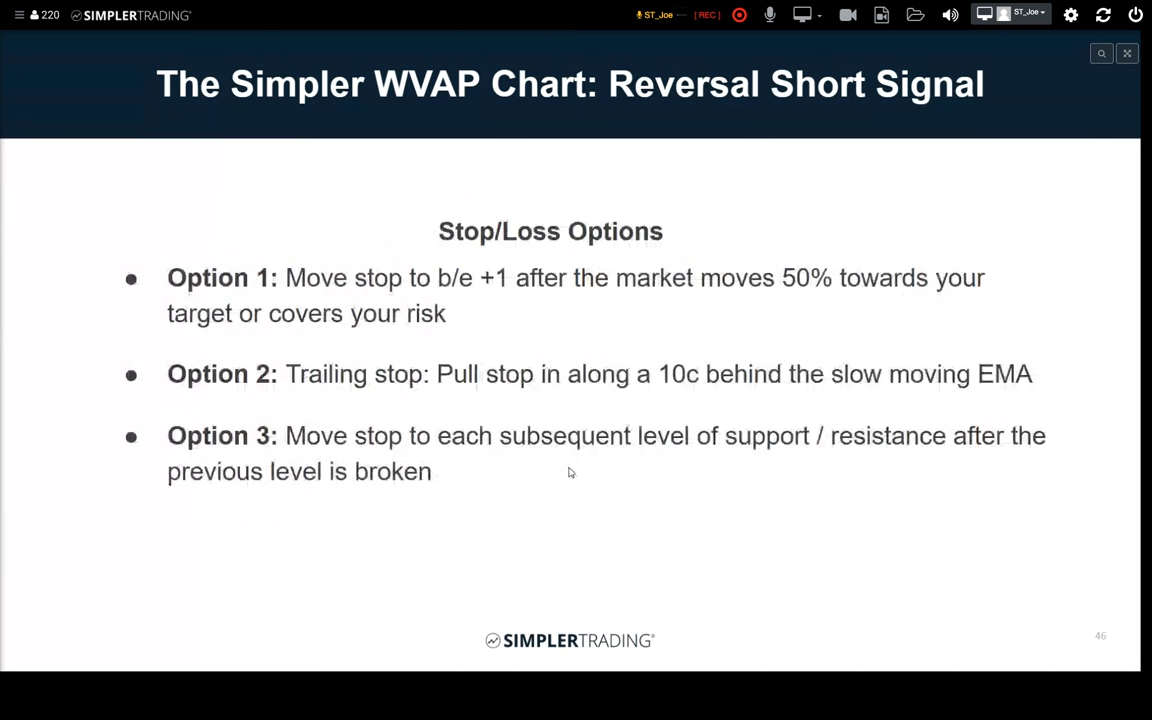 220 SIMPLERTRADING® ST_Joe [ REC ] ST_Joe
The Simpler WVAP Chart: Reversal Short Signal
Stop/Loss Options
● Option 1: Move stop to b/e +1 after the market moves 50% towards your
target or covers your risk
● Option 2: Trailing stop: Pull stop in along a 10c behind the slow moving EMA
● Option 3: Move stop to each subsequent level of support / resistance after the
previous level is broken
SIMPLERTRADING®
46